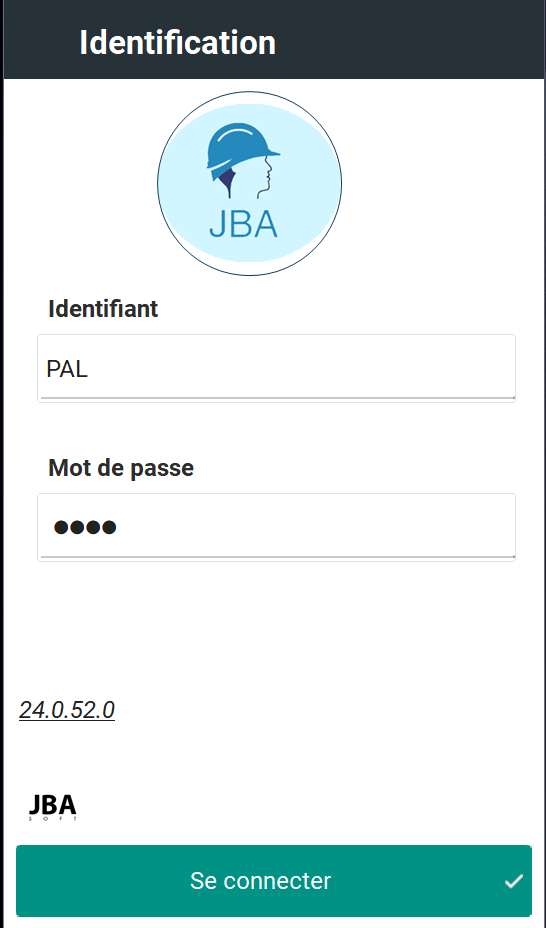 Identification
JBA
Identifiant
PAL
Mot de passe
●●●●
24.0.52.0
JBA
SOFT
Se connecter